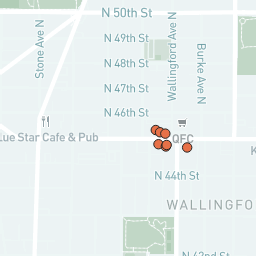 N 50th St
N 49th St
N 48th St
N 47th St
N 46th St
Stone Ave N
Wallingford Ave N
Burke Ave N
lue Star Cafe & Pub
QFC
K
N 44th St
WALLINGFO
N 42nd St